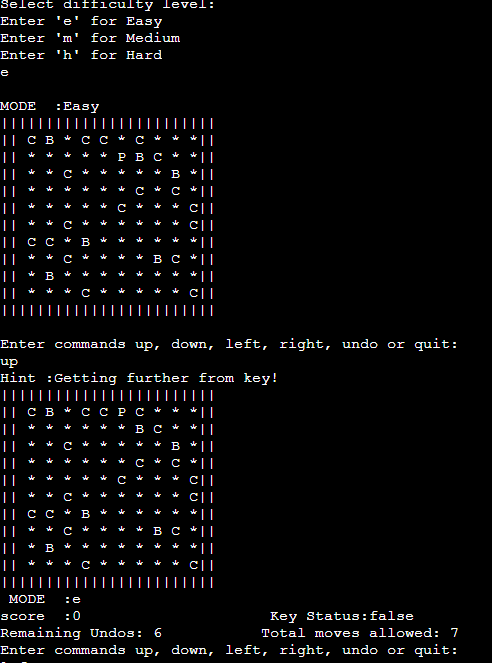 Select difficulty level:
Enter 'e' for Easy
Enter 'm' for Medium
Enter 'h' for Hard
e
MODE  :Easy
||||||||||||||||||||||||
|| C B * C C * C * * *||
|| * * * * * P B C * *||
|| * * C * * * * * B *||
|| * * * * * * C * C *||
|| * * * * * C * * * C||
|| * * C * * * * * * C||
|| C C * B * * * * * *||
|| * * C * * * * B C *||
|| * B * * * * * * * *||
|| * * * C * * * * * C||
||||||||||||||||||||||||
Enter commands up, down, left, right, undo or quit:
up
Hint :Getting further from key!
||||||||||||||||||||||||
|| C B * C C P C * * *||
|| * * * * * * B C * *||
|| * * C * * * * * B *||
|| * * * * * * C * C *||
|| * * * * * C * * * C||
|| * * C * * * * * * C||
|| C C * B * * * * * *||
|| * * C * * * * B C *||
|| * B * * * * * * * *||
|| * * * C * * * * * C||
||||||||||||||||||||||||
MODE  :e
score  :0                     Key Status:false
Remaining Undos: 6           Total moves allowed: 7
Enter commands up, down, left, right, undo or quit: